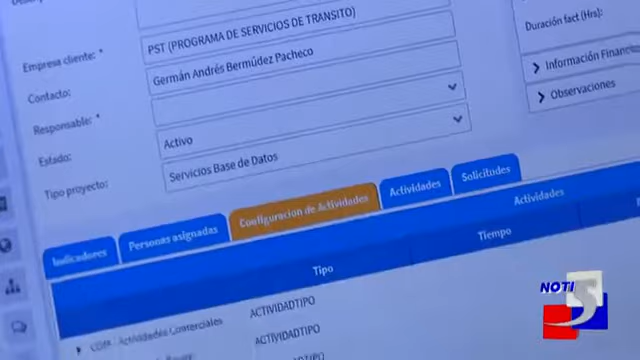 Empresa cliente: *
PST (PROGRAMA DE SERVICIOS DE TRANSITO)
Contacto:
Germán Andrés Bermúdez Pacheco
Responsable: *
Estado:
Activo
Tipo proyecto:
Servicios Base de Datos
Duración fact (Hrs):
Información Financ
Observaciones
Indicadores
Personas asignadas
Configuracion de Actividades
Actividades
Solicitudes
Actividades
Tipo
Tiempo
Actividades Comerciales
ACTIVIDADTIPO
ACTIVIDADTIPO
NOTI
5